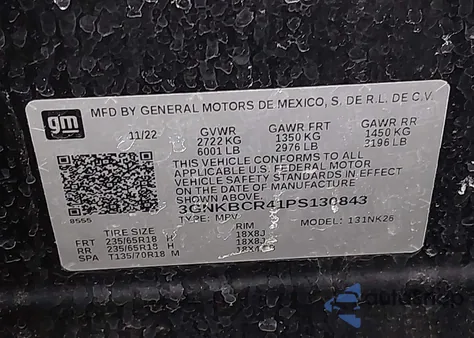 gm
MFD BY GENERAL MOTORS DE MEXICO, S. DE R.L. DE C.V.
11/22 GVWR GAWR FRT GAWR RR
2722 KG 1350 KG 1450 KG
6001 LB 2976 LB 3196 LB
THIS VEHICLE CONFORMS TO ALL
APPLICABLE U.S. FEDERAL MOTOR
VEHICLE SAFETY STANDARDS IN EFFECT
ON THE DATE OF MANUFACTURE
3GNKBCR41PS130843
8555
TYPE: MPV MODEL: 131NK26
TIRE SIZE RIM
FRT 235/65R18 H 18X8J
RR 235/65R18 H 18X8J
SPA T135/70R18 M